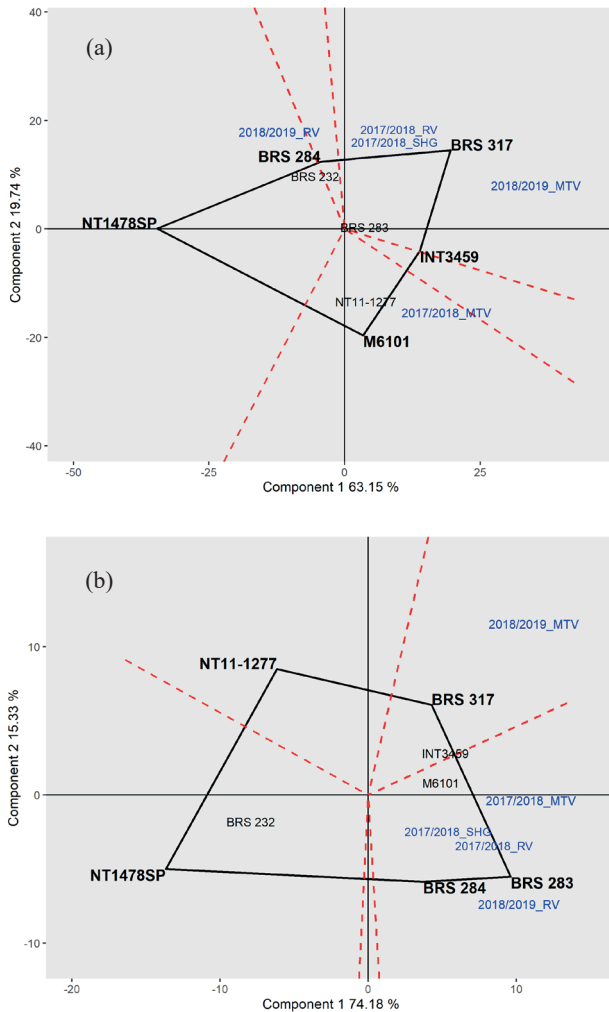 40
(a)
2018/2019_RV
2017/2018_RV
2017/2018_SHG
BRS 317
20
BRS 284
BRS 232
2018/2019_MTV
NT1478SP
BRS 283
0
INT3459
NT11-1277
2017/2018_MTV
M6101
-20
-40
Component 2 19.74 %
-50
-25
0
25
Component 1 63.15 %
(b)
2018/2019_MTV
10
NT11-1277
BRS 317
INT3459
M6101
0
2017/2018_MTV
BRS 232
2017/2018_SHG
2017/2018_RV
NT1478SP
BRS 284
BRS 283
2018/2019_RV
-10
Component 2 15.33 %
-20
-10
0
10
Component 1 74.18 %